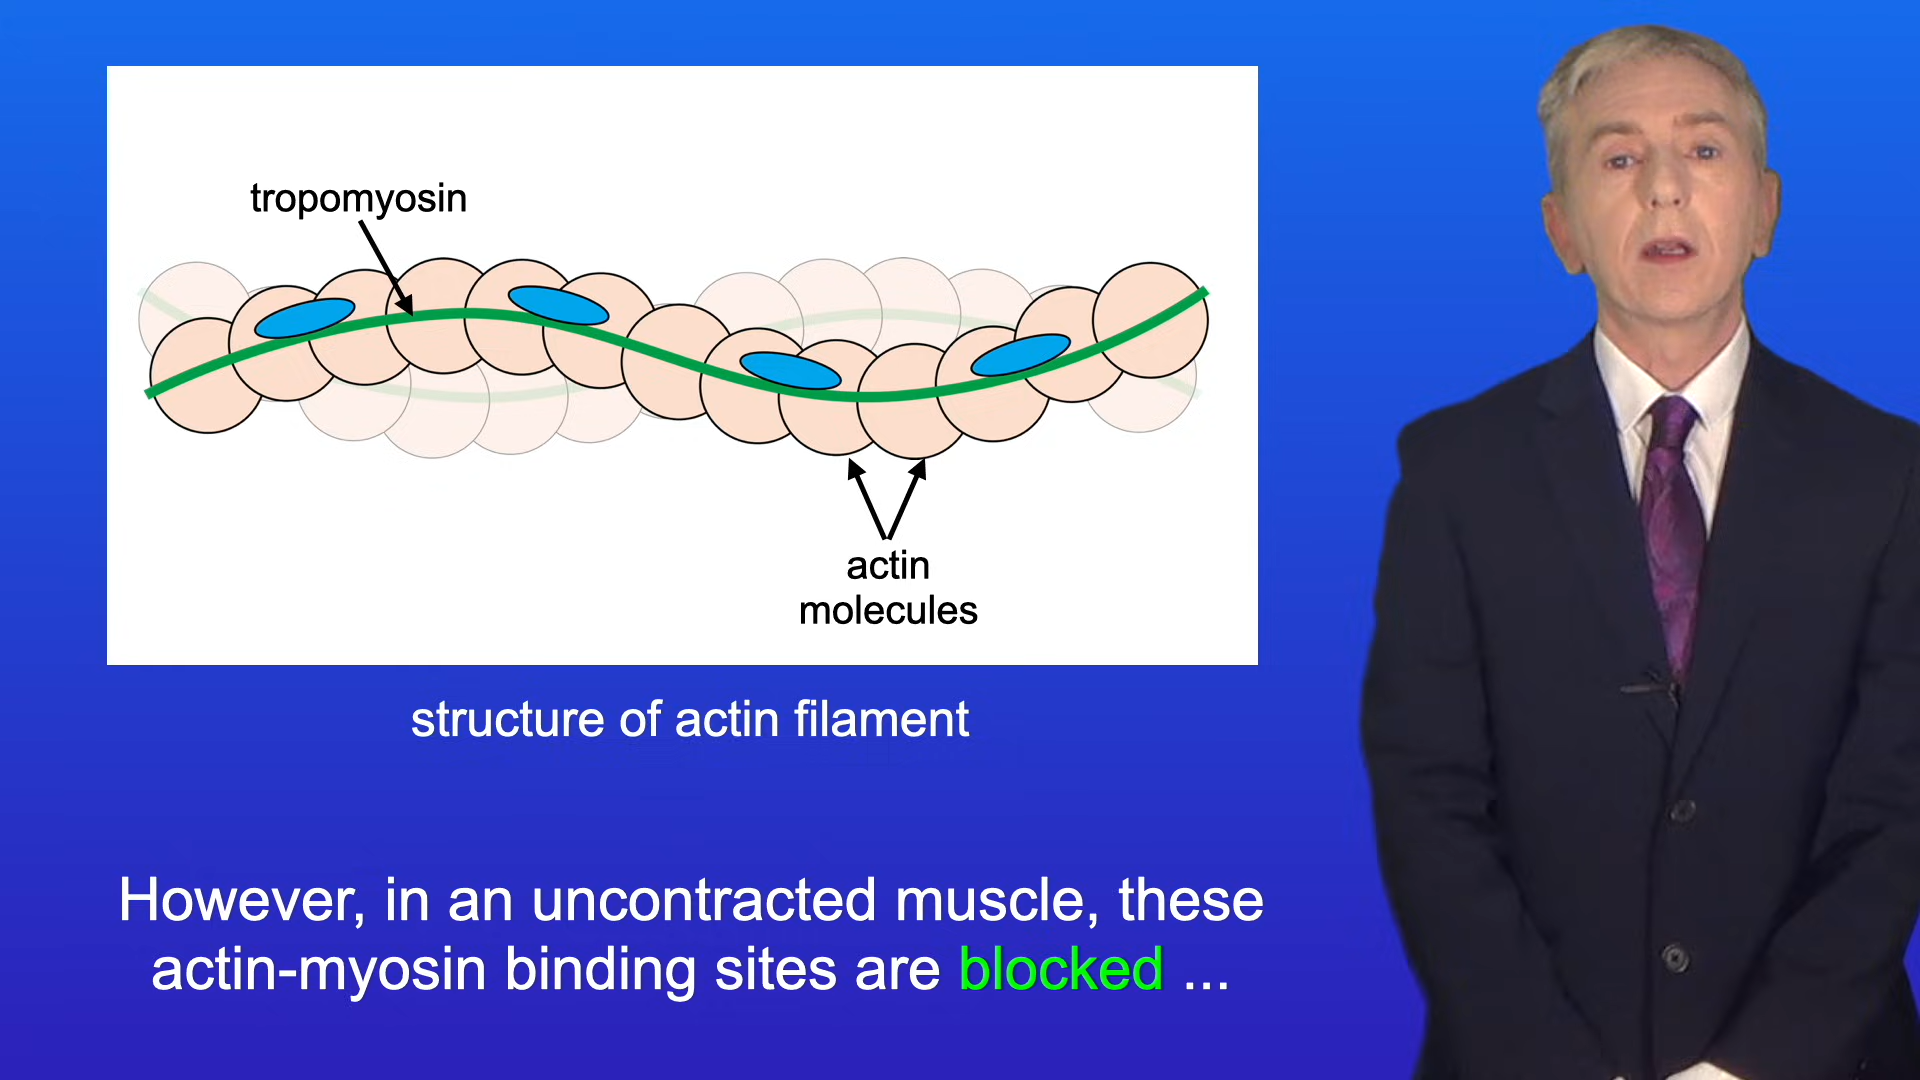 tropomyosin
actin
molecules
structure of actin filament
However, in an uncontracted muscle, these
actin-myosin binding sites are blocked ...